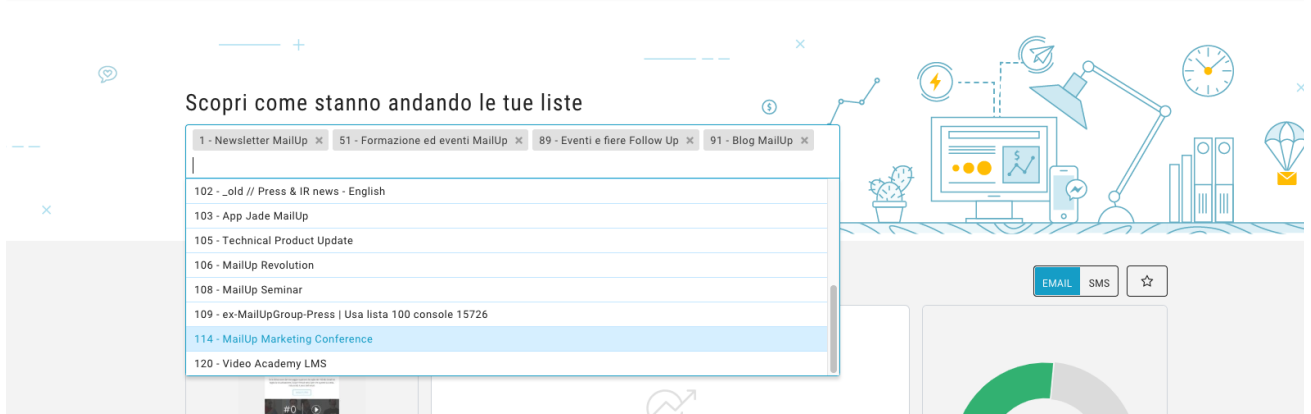 Scopri come stanno andando le tue liste
1 - Newsletter MailUp × 51 - Formazione ed eventi MailUp × 89 - Eventi e fiere Follow Up × 91 - Blog MailUp ×
102 - _old // Press & IR news - English
103 - App Jade MailUp
105 - Technical Product Update
106 - MailUp Revolution
108 - MailUp Seminar
109 - ex-MailUpGroup-Press | Usa lista 100 console 15726
114 - MailUp Marketing Conference
120 - Video Academy LMS
EMAIL SMS
#0